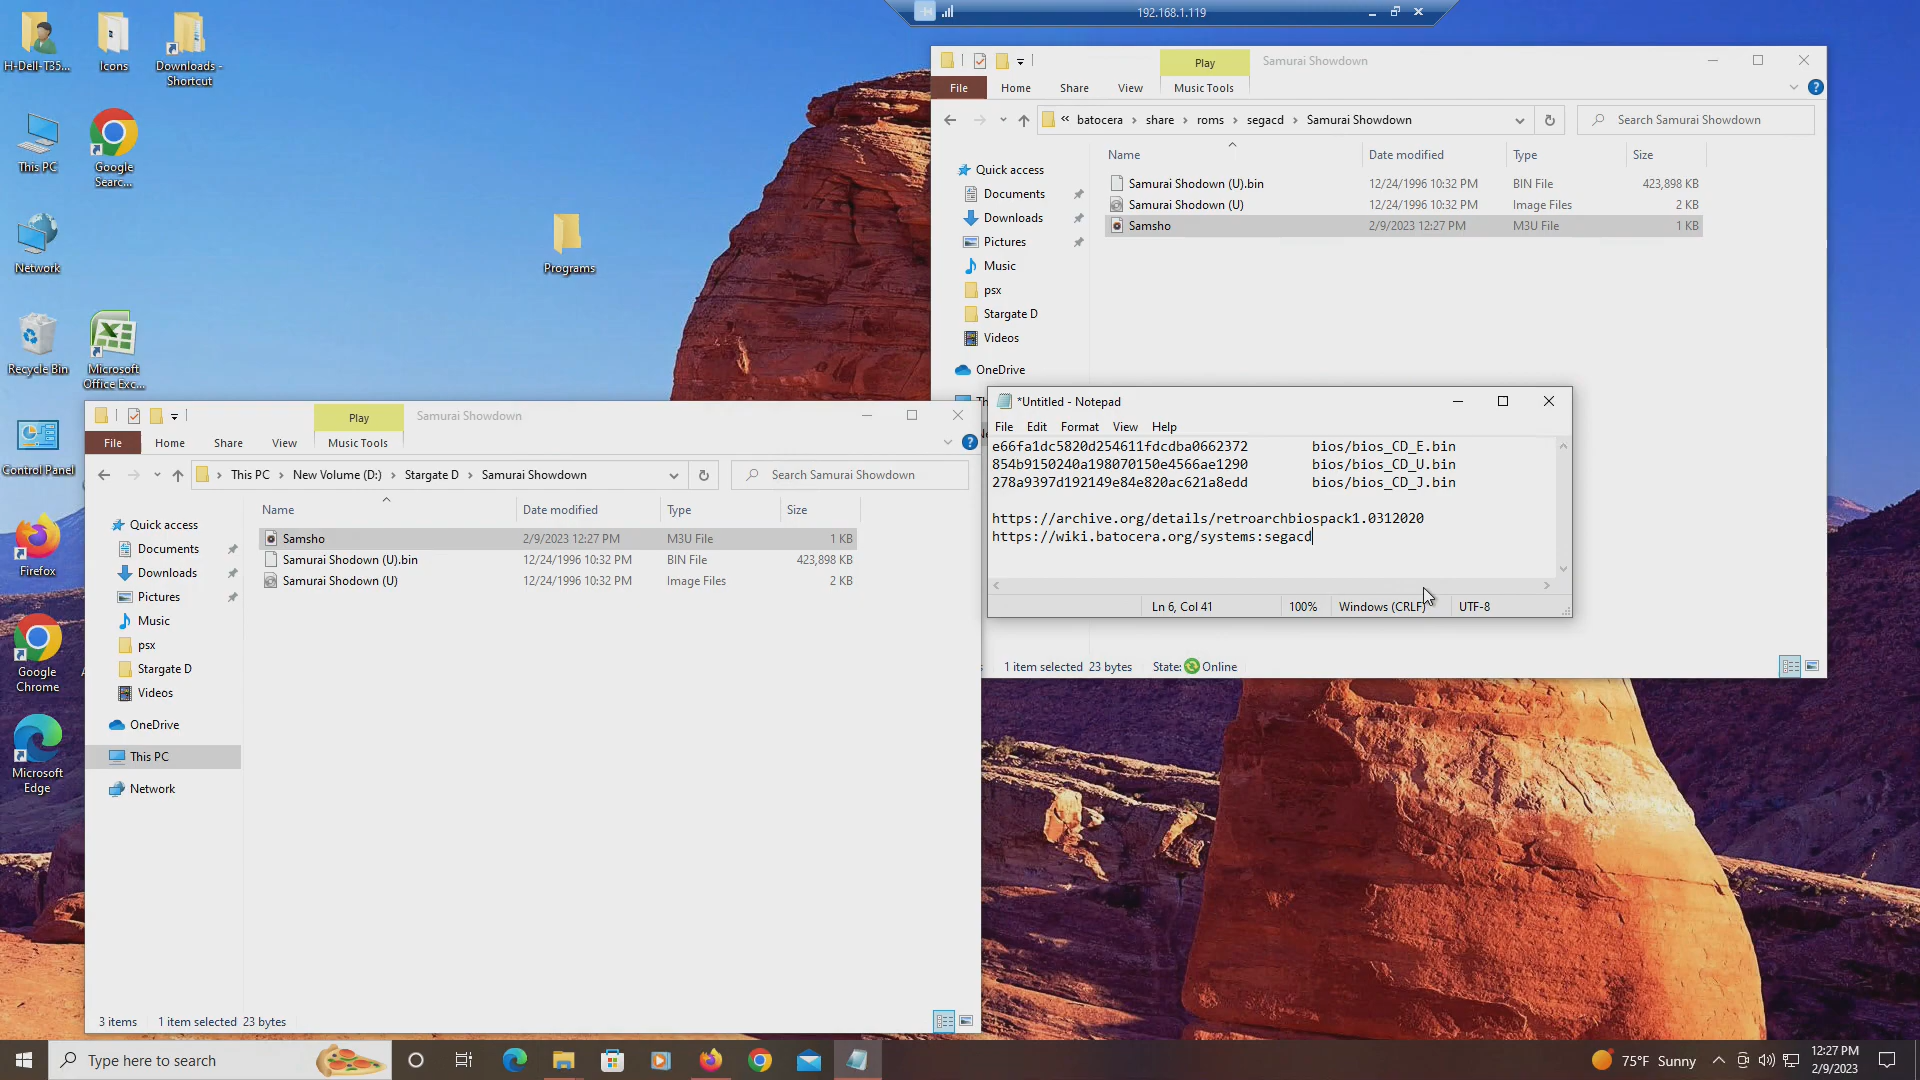 192.168.1.119
H-Dell-T35...
Icons
Downloads -
Shortcut
This PC
Google
Searc...
Network
Programs
Recycle Bin
Microsoft
Office Exc...
Control Panel
Firefox
Google
Chrome
Microsoft
Edge
Play
Samurai Showdown
File
Home
Share
View
Music Tools
« batocera > share > roms > segacd > Samurai Showdown
Search Samurai Showdown
Name
Date modified
Type
Size
Samurai Shodown (U).bin 12/24/1996 10:32 PM BIN File 423,898 KB
Samurai Shodown (U) 12/24/1996 10:32 PM Image Files 2 KB
Samsho 2/9/2023 12:27 PM M3U File 1 KB
Quick access
Documents
Downloads
Pictures
Music
psx
Stargate D
Videos
OneDrive
1 item selected 23 bytes State: Online
*Untitled - Notepad
File Edit Format View Help
e66fa1dc5820d254611fdcdba0662372 bios/bios_CD_E.bin
854b9150240a198070150e4566ae1290 bios/bios_CD_U.bin
278a9397d192149e84e820ac621a8edd bios/bios_CD_J.bin
https://archive.org/details/retroarchbiospack1.0312020
https://wiki.batocera.org/systems:segacd
Ln 6, Col 41 100% Windows (CRLF) UTF-8
Play
Samurai Showdown
File
Home
Share
View
Music Tools
This PC > New Volume (D:) > Stargate D > Samurai Showdown
Search Samurai Showdown
Name
Date modified
Type
Size
Samsho 2/9/2023 12:27 PM M3U File 1 KB
Samurai Shodown (U).bin 12/24/1996 10:32 PM BIN File 423,898 KB
Samurai Shodown (U) 12/24/1996 10:32 PM Image Files 2 KB
Quick access
Documents
Downloads
Pictures
Music
psx
Stargate D
Videos
OneDrive
This PC
Network
3 items 1 item selected 23 bytes
Type here to search
75°F Sunny
12:27 PM
2/9/2023